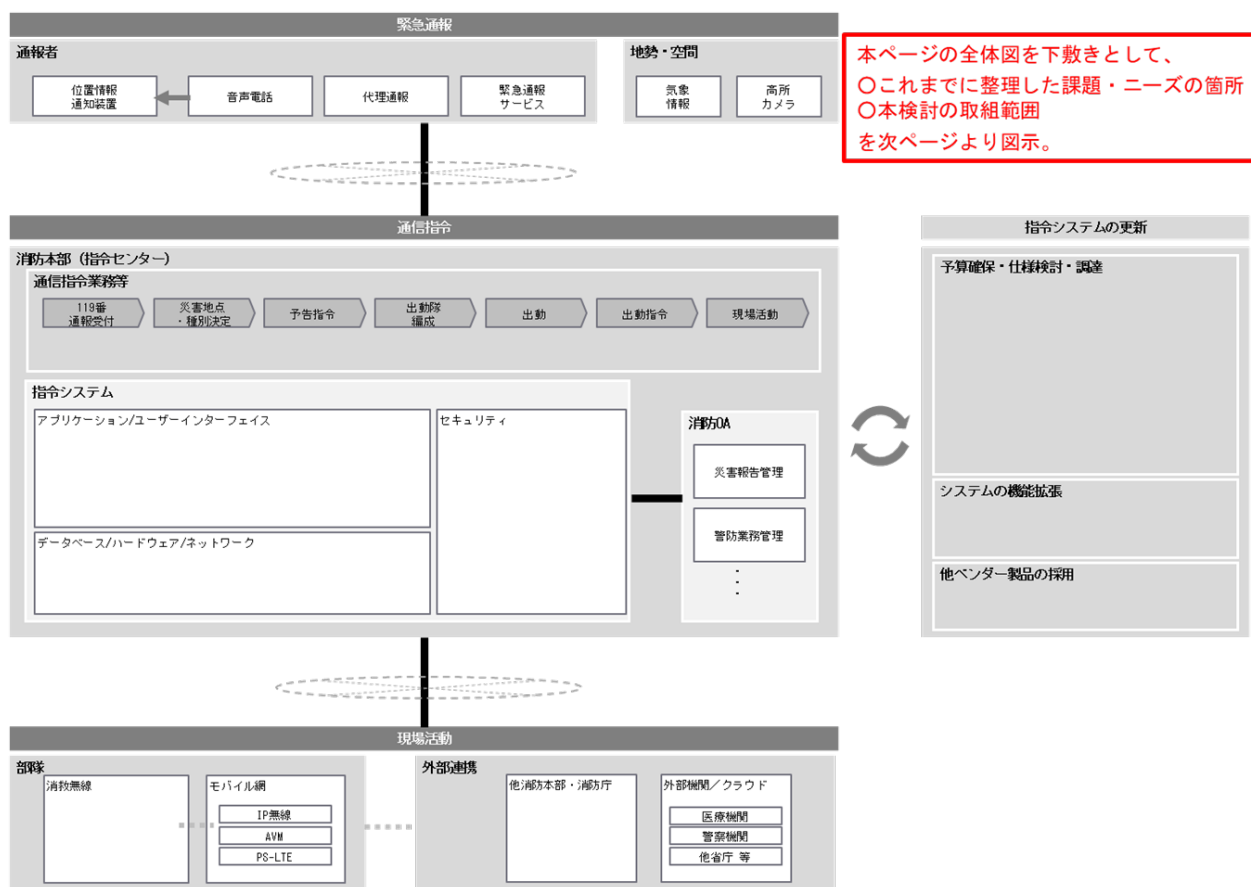 緊急通報
通報者
位置情報
通知装置
音声電話
代理通報
緊急通報
サービス
地勢・空間
気象
情報
高所
カメラ
本ページの全体図を下敷きとして、
〇これまでに整理した課題・ニーズの箇所
〇本検討の取組範囲
を次ページより図示。
通信指令
消防本部（指令センター）
通信指令業務等
119番
通報受付
災害地点
・種別決定
予告指令
出動隊
編成
出動
出動指令
現場活動
指令システム
アプリケーション/ユーザーインターフェイス
データベース/ハードウェア/ネットワーク
セキュリティ
消防OA
災害報告管理
警防業務管理
指令システムの更新
予算確保・仕様検討・調達
システムの機能拡張
他ベンダー製品の採用
現場活動
部隊
消救無線
モバイル網
IP無線
AVM
PS-LTE
外部連携
他消防本部・消防庁
外部機関／クラウド
医療機関
警察機関
他省庁 等